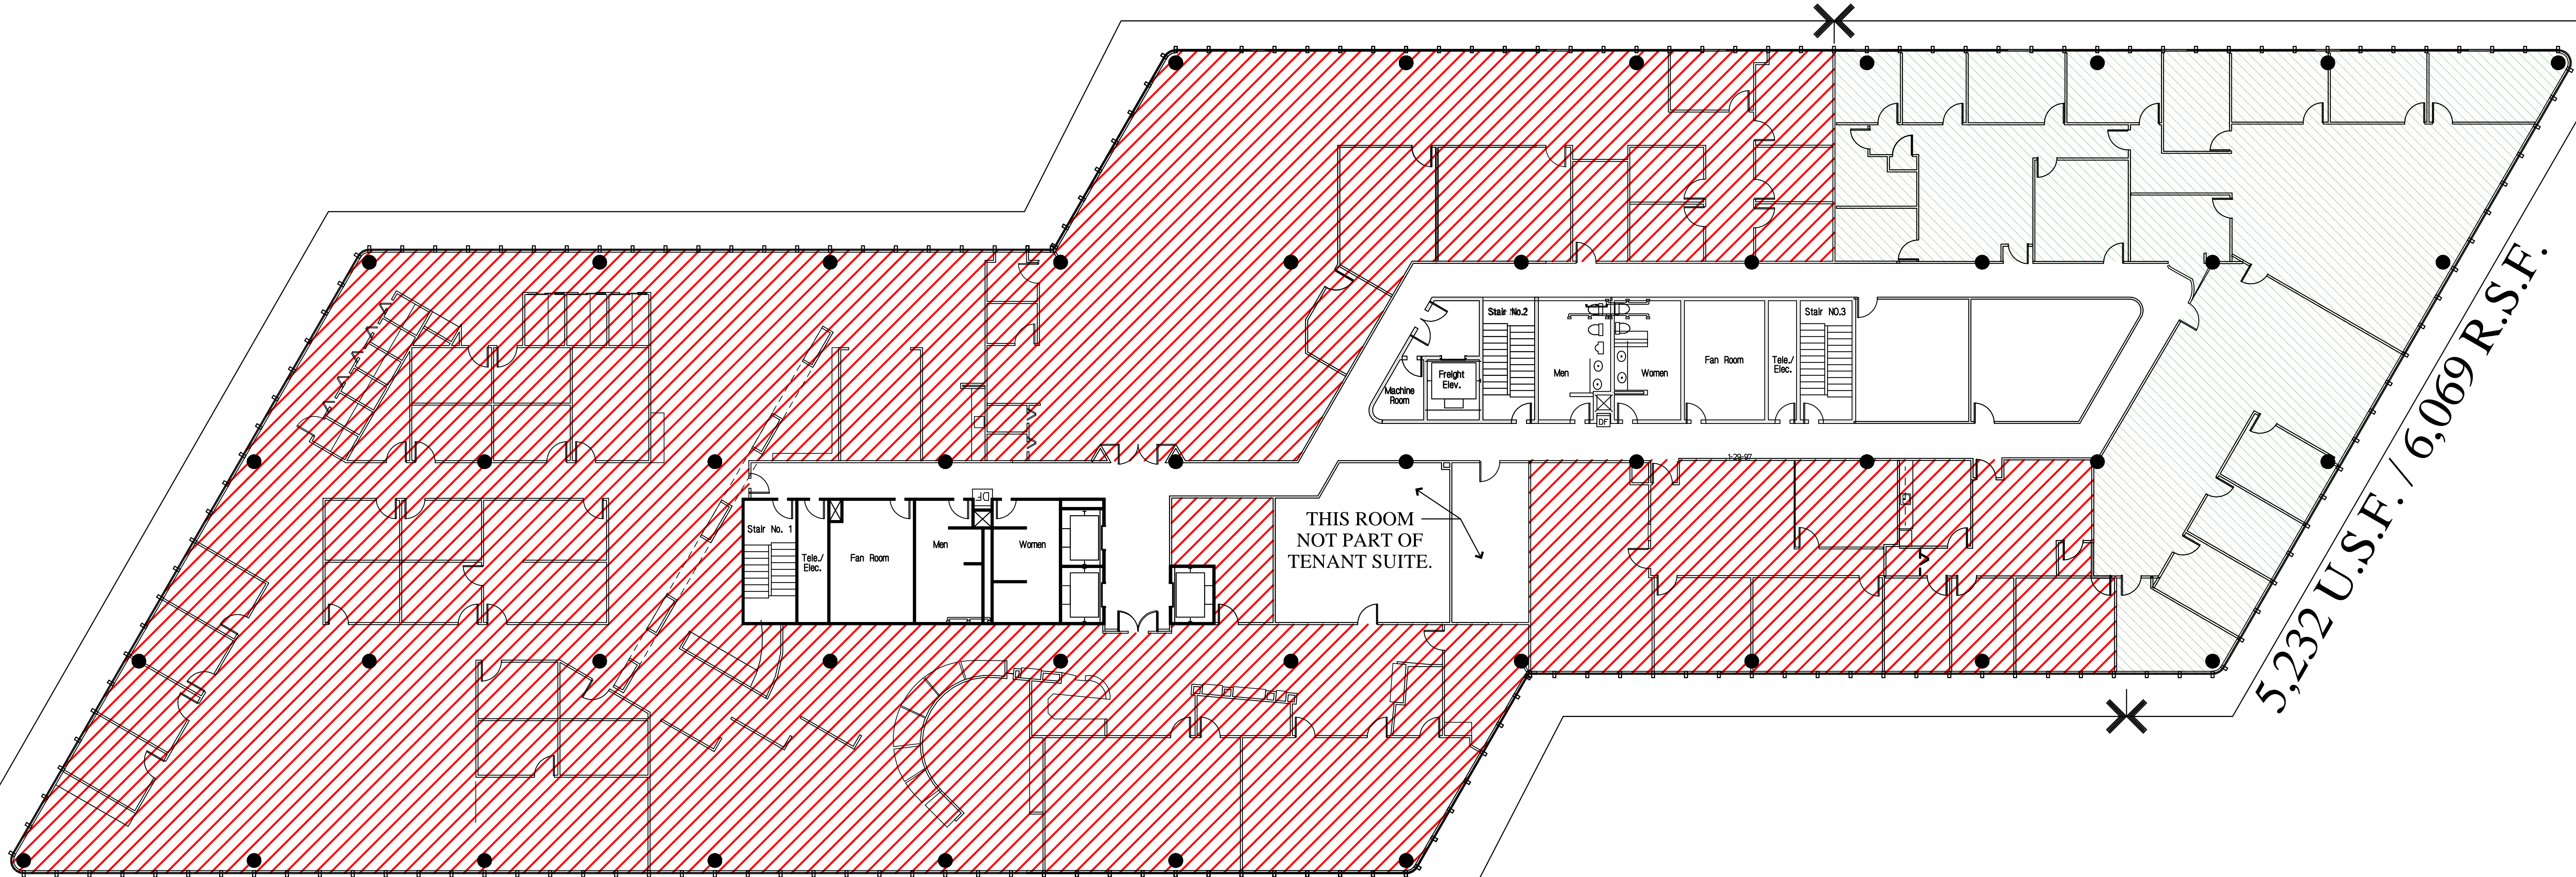 Stair No.2
Stair NO.3
Men
Women
Fan Room
Tele./
Elec.
Freight
Elev.
Machine
Room
DF
1-29-97
5,232 U.S.F. / 6,069 R.S.F.
DF
THIS ROOM
NOT PART OF
TENANT SUITE.
Stair No. 1
Tele./
Elec.
Fan Room
Men
Women